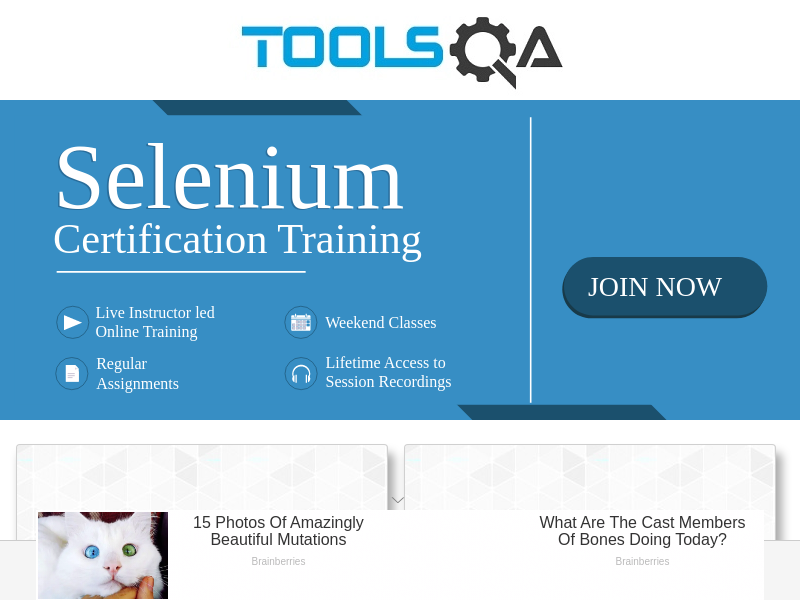 TOOLSQA
Selenium
Certification Training
JOIN NOW
Live Instructor led
Online Training
Weekend Classes
Regular
Assignments
Lifetime Access to
Session Recordings
15 Photos Of Amazingly
Beautiful Mutations
Brainberries
What Are The Cast Members
Of Bones Doing Today?
Brainberries